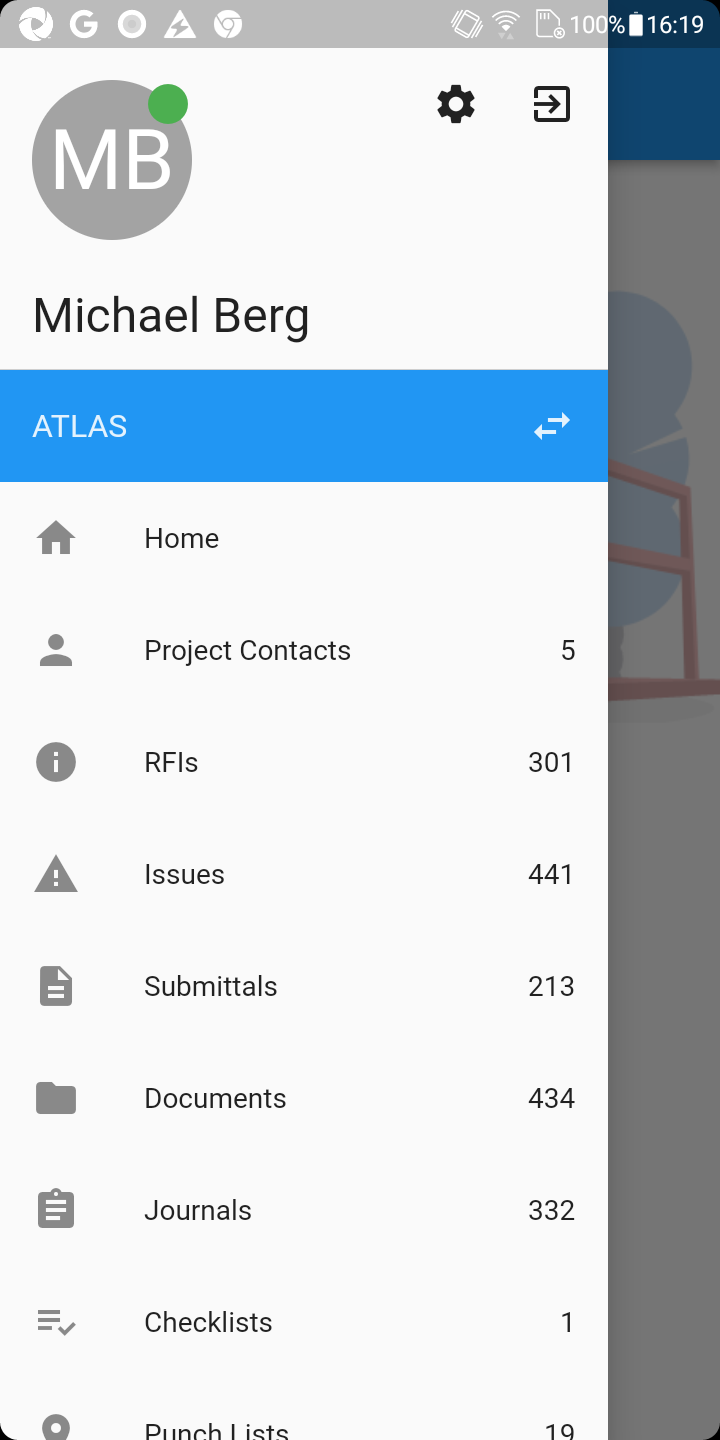 100% 16:19
MB
Michael Berg
ATLAS
Home
Project Contacts 5
RFIs 301
Issues 441
Submittals 213
Documents 434
Journals 332
Checklists 1
Punch Lists 19